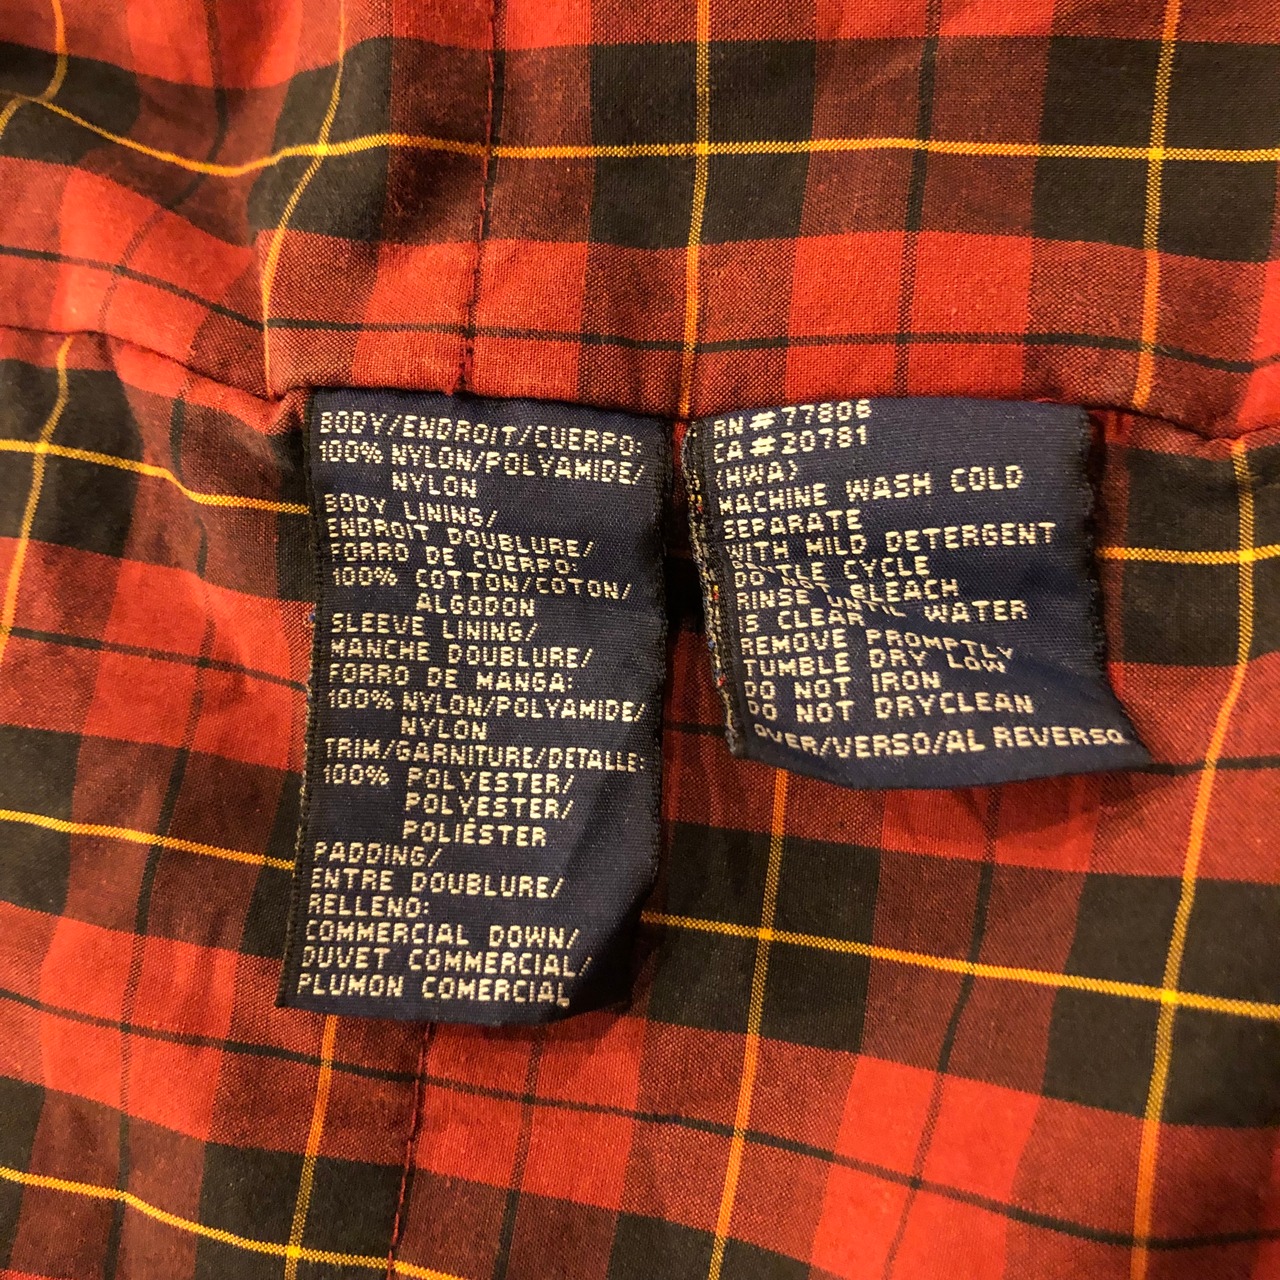 BODY/ENDROIT/CUERPO:
100% NYLON/POLYAMIDE/
NYLON
BODY LINING/
ENDROIT DOUBLURE/
FORRO DE CUERPO:
100% COTTON/COTON/
ALGODON
SLEEVE LINING/
MANCHE DOUBLURE/
FORRO DE MANGA:
100% NYLON/POLYAMIDE/
NYLON
TRIM/GARNITURE/DETALLE:
100% POLYESTER/
POLYESTER/
POLIÉSTER
PADDING/
ENTRE DOUBLURE/
RELLENO:
COMMERCIAL DOWN/
DUVET COMMERCIAL/
PLUMON COMERCIAL
RN #77806
CA #20781
(HWA)
MACHINE WASH COLD
SEPARATE
WITH MILD DETERGENT
GENTLE CYCLE
DO NOT BLEACH
RINSE UNTIL WATER
IS CLEAR
REMOVE PROMPTLY
TUMBLE DRY LOW
DO NOT IRON
DO NOT DRYCLEAN
OVER/VERSO/AL REVERSO